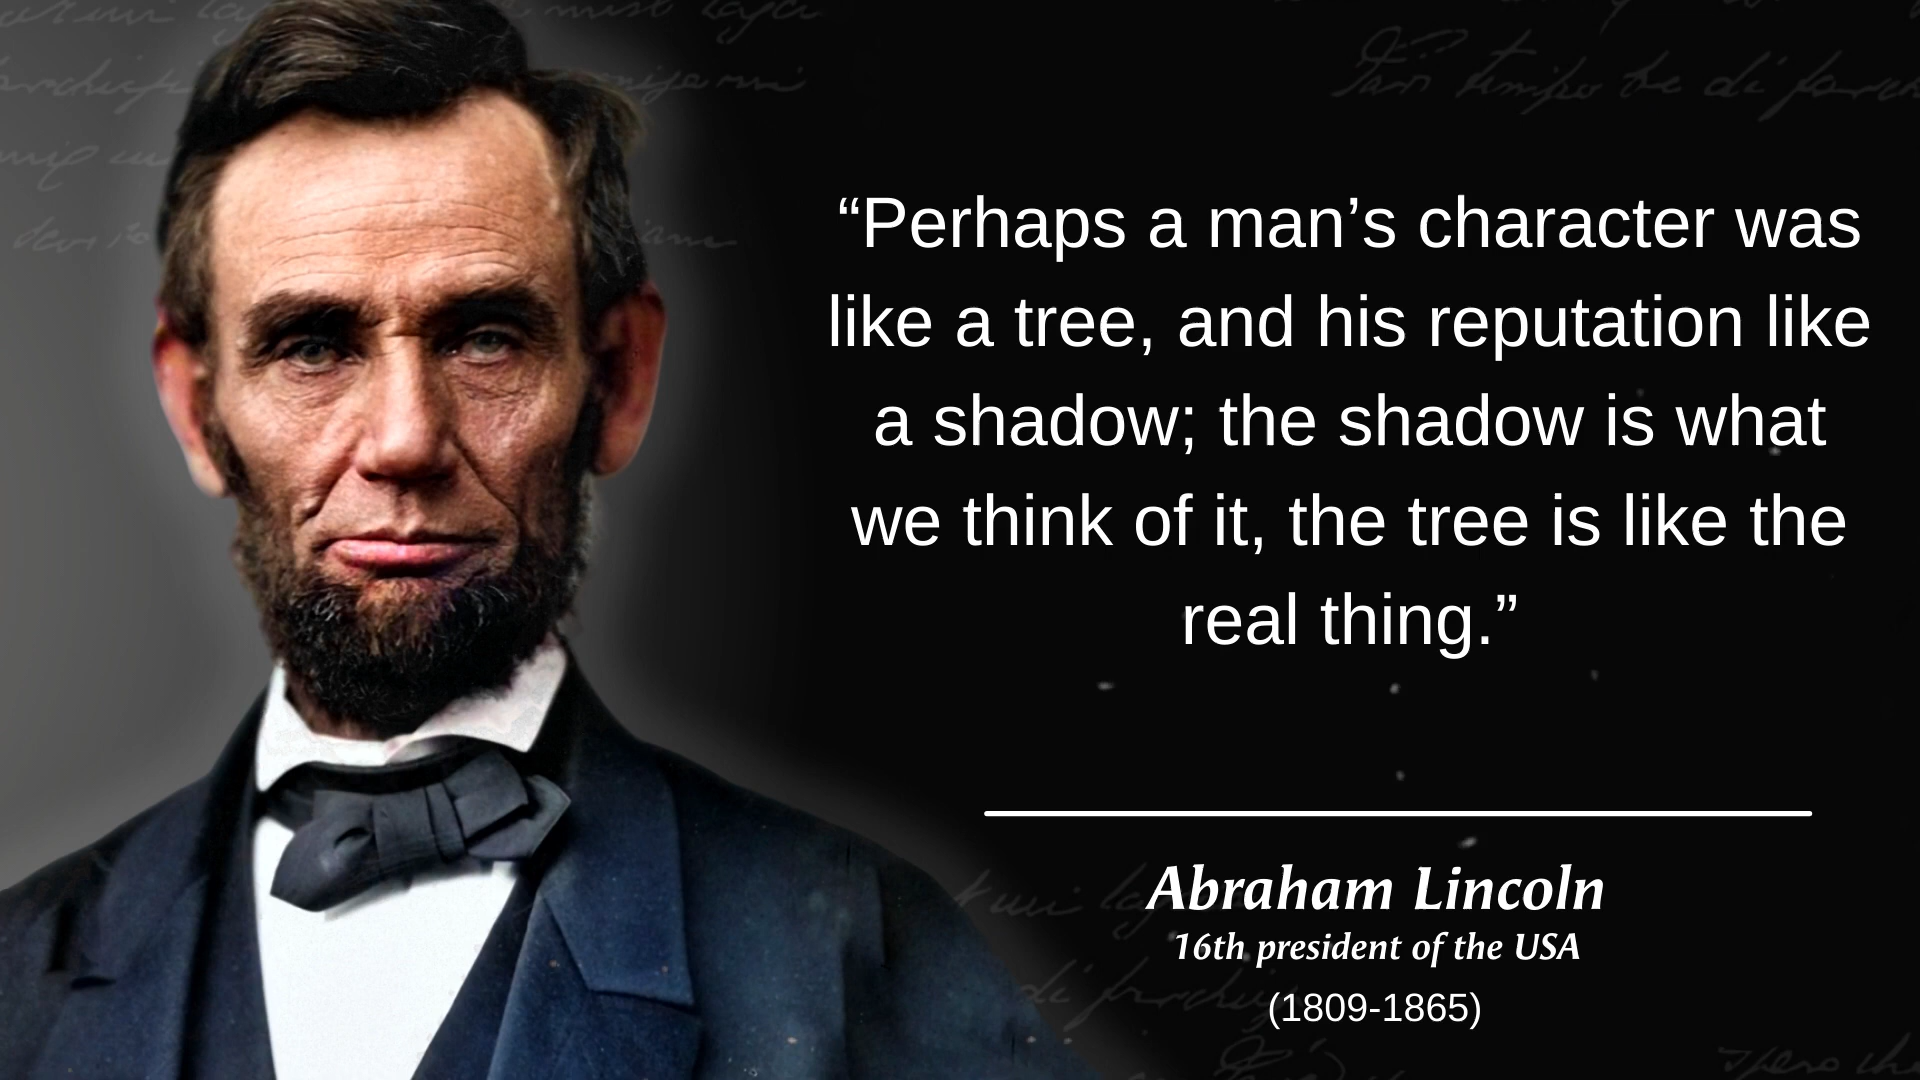 “Perhaps a man’s character was
like a tree, and his reputation like
a shadow; the shadow is what
we think of it, the tree is like the
real thing.”
Abraham Lincoln
16th president of the USA
(1809-1865)